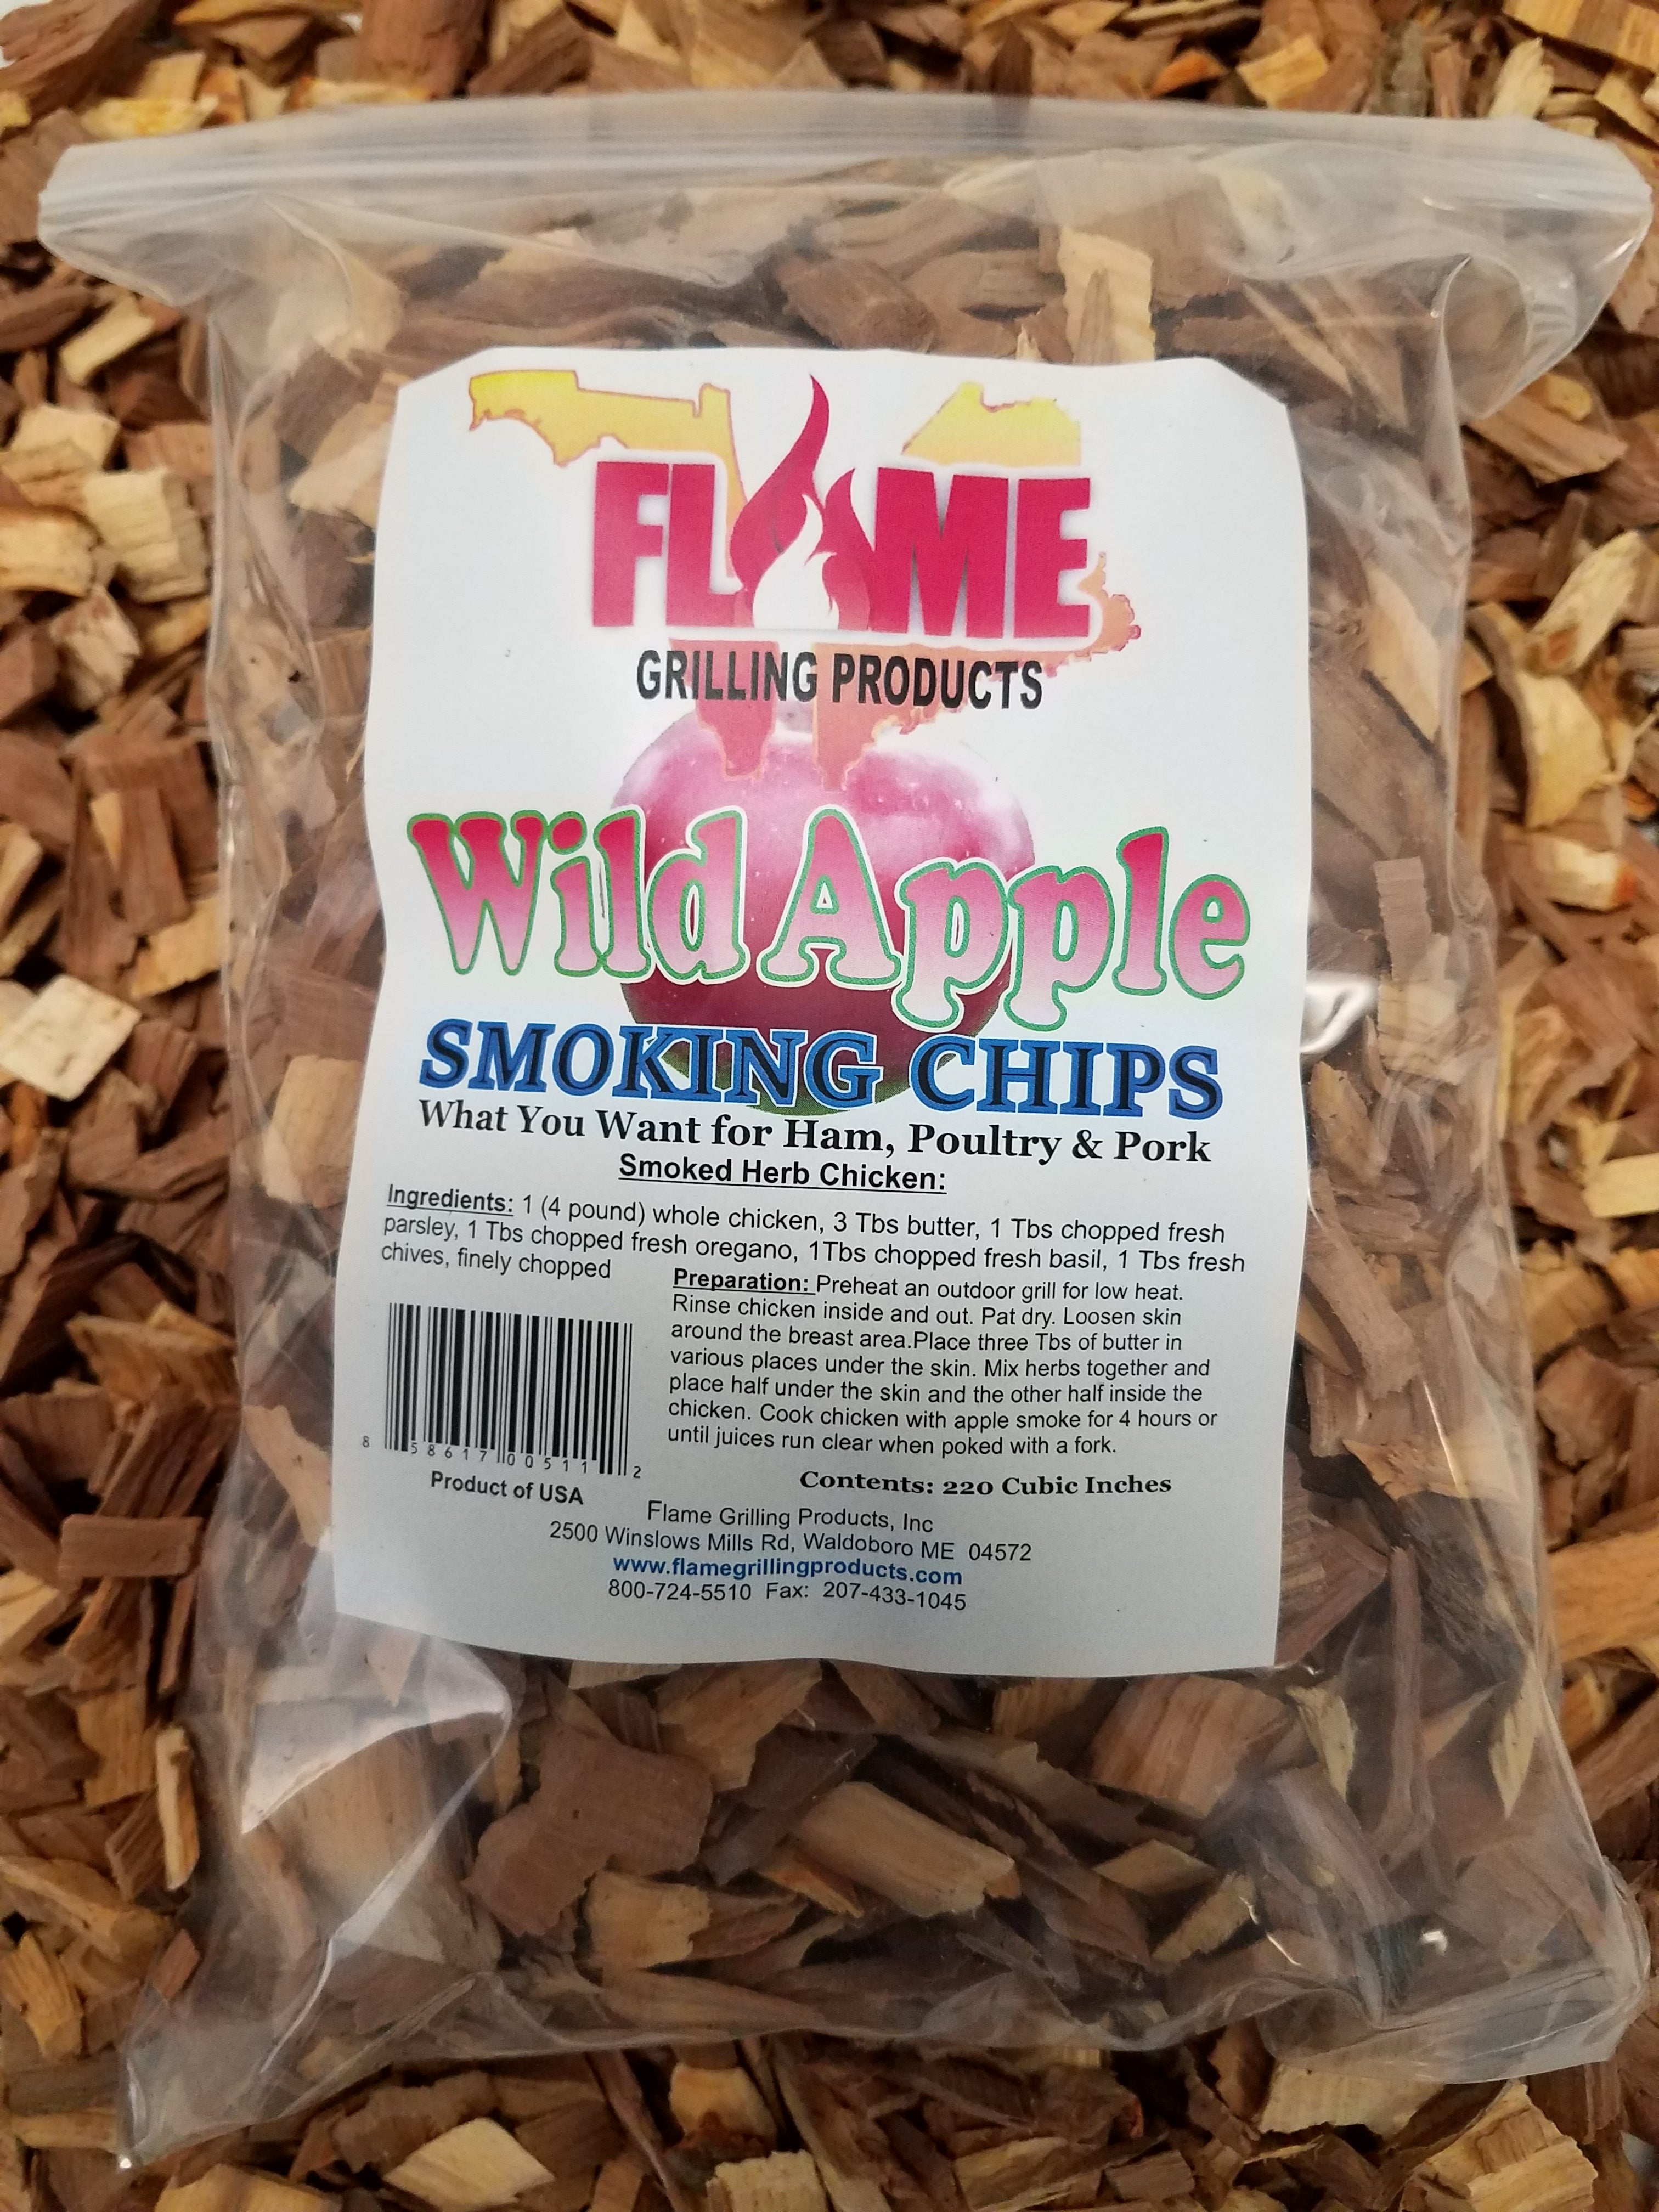 FLAME
GRILLING PRODUCTS
Wild Apple
SMOKING CHIPS
What You Want for Ham, Poultry & Pork
Smoked Herb Chicken:
Ingredients: 1 (4 pound) whole chicken, 3 Tbs butter, 1 Tbs chopped fresh
parsley, 1 Tbs chopped fresh oregano, 1Tbs chopped fresh basil, 1 Tbs fresh
chives, finely chopped
Preparation: Preheat an outdoor grill for low heat.
Rinse chicken inside and out. Pat dry. Loosen skin
around the breast area.Place three Tbs of butter in
various places under the skin. Mix herbs together and
place half under the skin and the other half inside the
chicken. Cook chicken with apple smoke for 4 hours or
until juices run clear when poked with a fork.
8 58617 00511 2
Product of USA
Contents: 220 Cubic Inches
Flame Grilling Products, Inc
2500 Winslows Mills Rd, Waldoboro ME 04572
www.flamegrillingproducts.com
800-724-5510 Fax: 207-433-1045